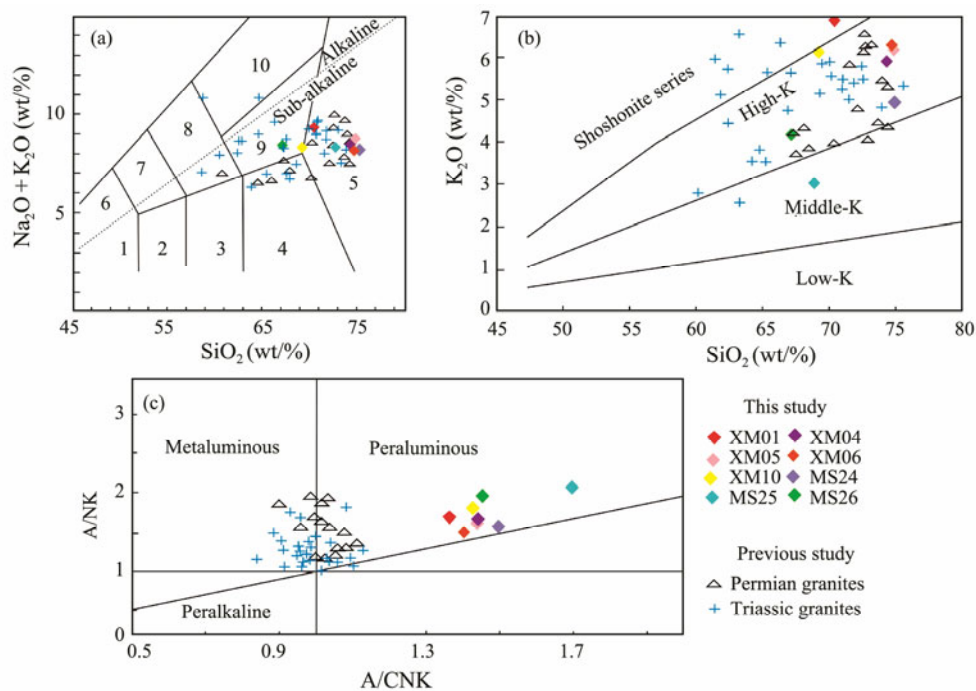 (a)
Alkaline
Sub-alkaline
10
8
9
7
6
5
1
2
3
4
10
5
45
55
65
75
Na₂O + K₂O (wt/%)
SiO₂ (wt/%)
(b)
7
6
5
4
3
2
1
0
Shoshonite series
High-K
Middle-K
Low-K
45
50
55
60
65
70
75
80
K₂O (wt/%)
SiO₂ (wt/%)
(c)
Metaluminous
Peraluminous
Peralkaline
3
2
1
0
0.5
0.9
1.3
1.7
A/NK
A/CNK
This study
XM01 XM04
XM05 XM06
XM10 MS24
MS25 MS26
Previous study
Permian granites
Triassic granites